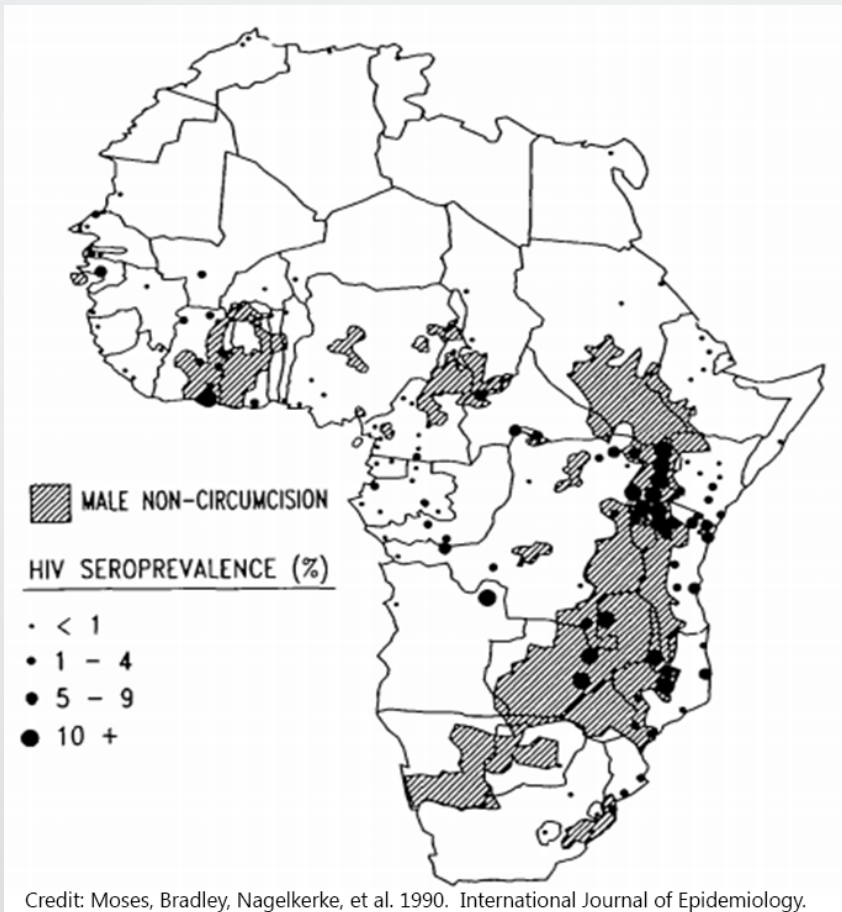 MALE NON-CIRCUMCISION
HIV SEROPREVALENCE (%)
< 1
1 - 4
5 - 9
10 +
Credit: Moses, Bradley, Nagelkerke, et al. 1990. International Journal of Epidemiology.